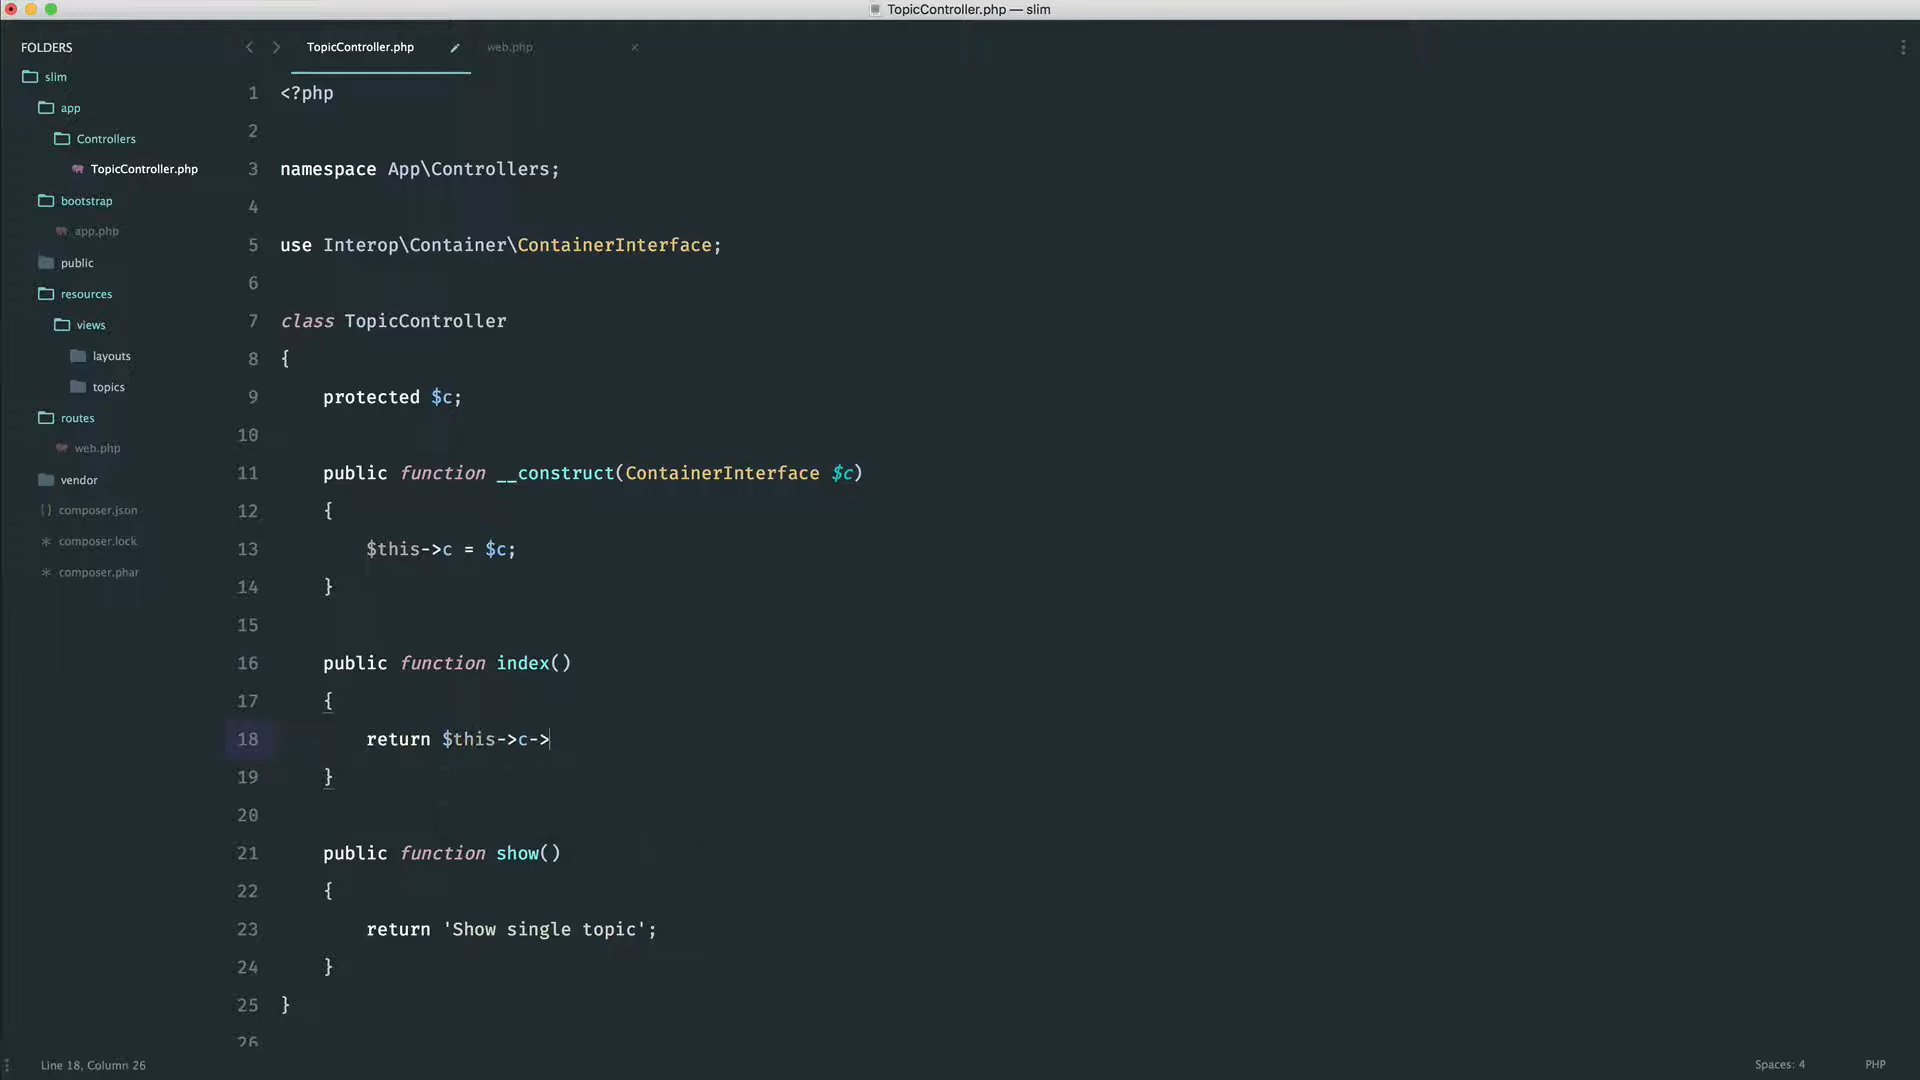 TopicController.php — slim
FOLDERS
slim
app
Controllers
TopicController.php
bootstrap
app.php
public
resources
views
layouts
topics
routes
web.php
vendor
composer.json
composer.lock
composer.phar
TopicController.php
web.php
1 <?php
2
3 namespace App\Controllers;
4
5 use Interop\Container\ContainerInterface;
6
7 class TopicController
8 {
9     protected $c;
10
11     public function __construct(ContainerInterface $c)
12     {
13         $this->c = $c;
14     }
15
16     public function index()
17     {
18         return $this->c->
19     }
20
21     public function show()
22     {
23         return 'Show single topic';
24     }
25 }
26
Line 18, Column 26
Spaces: 4
PHP